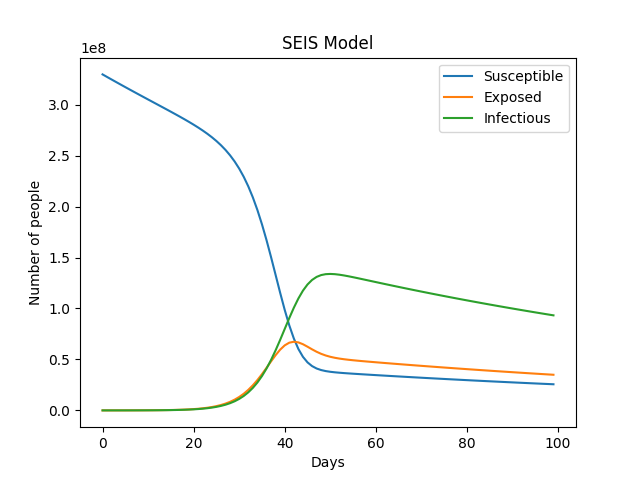 SEIS Model
1e8
Susceptible
Exposed
Infectious
3.0
2.5
2.0
1.5
1.0
0.5
0.0
Number of people
0 20 40 60 80 100
Days